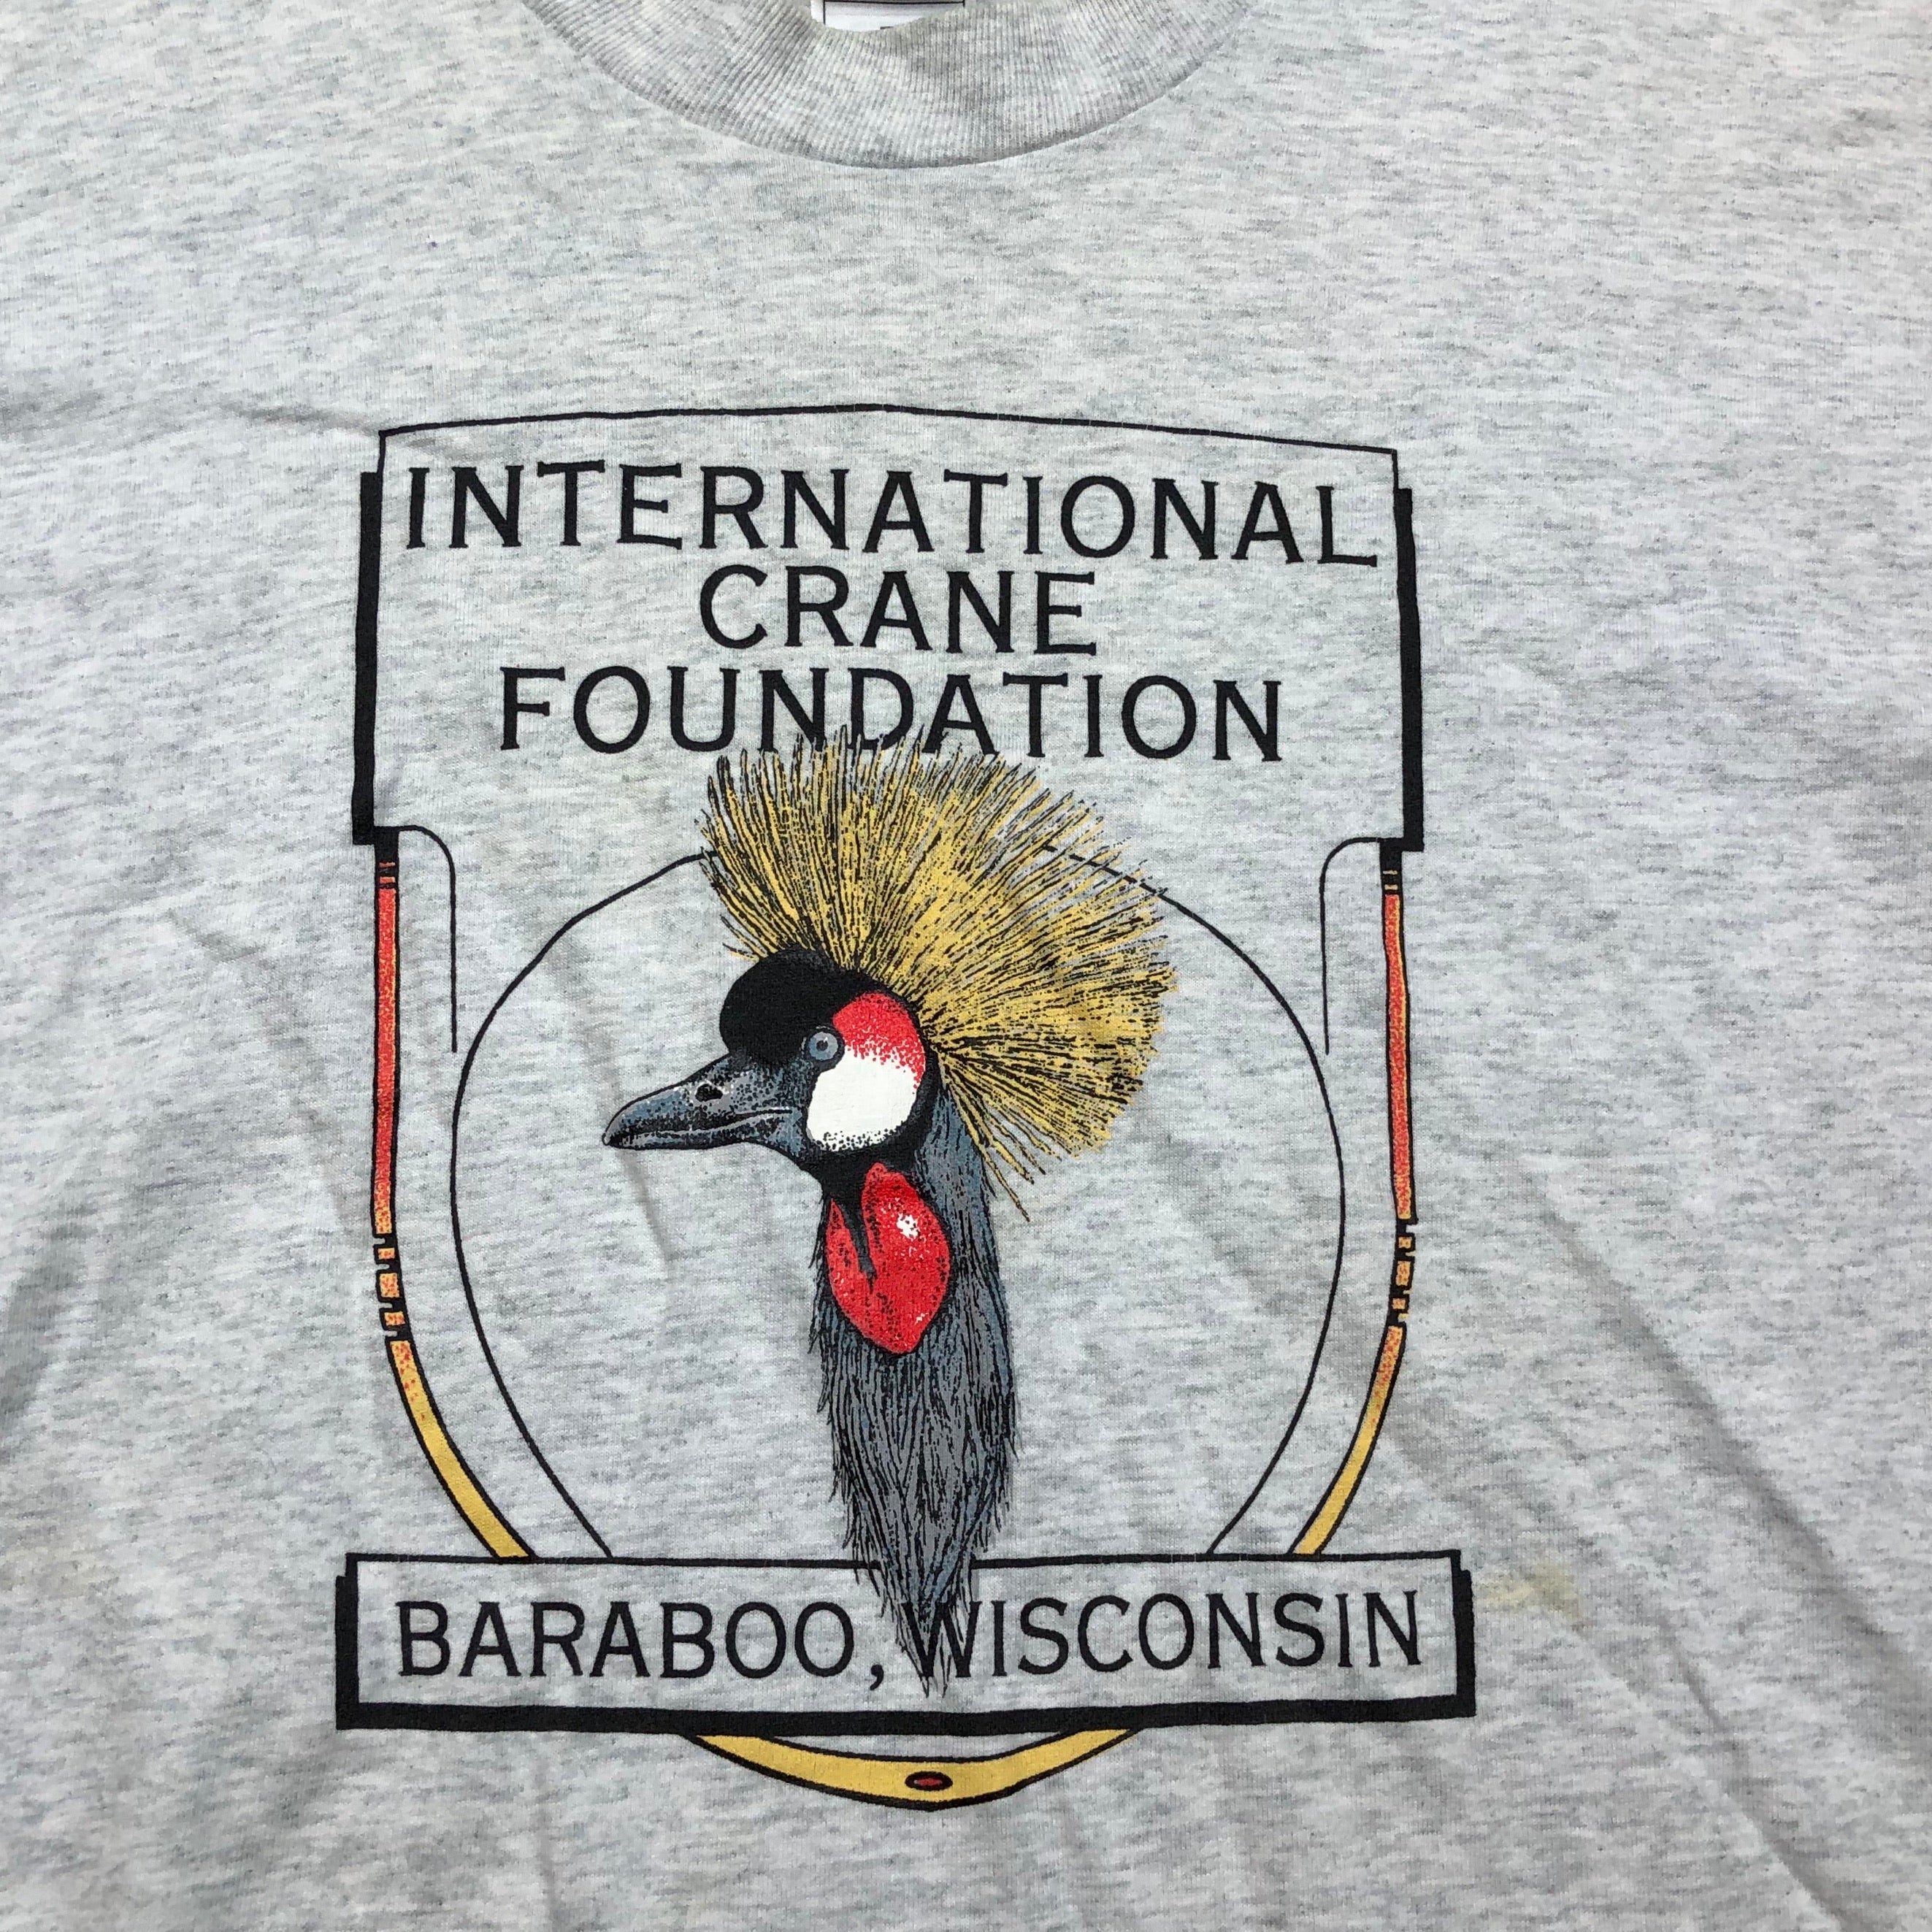 INTERNATIONAL
CRANE
FOUNDATION
BARABOO, WISCONSIN